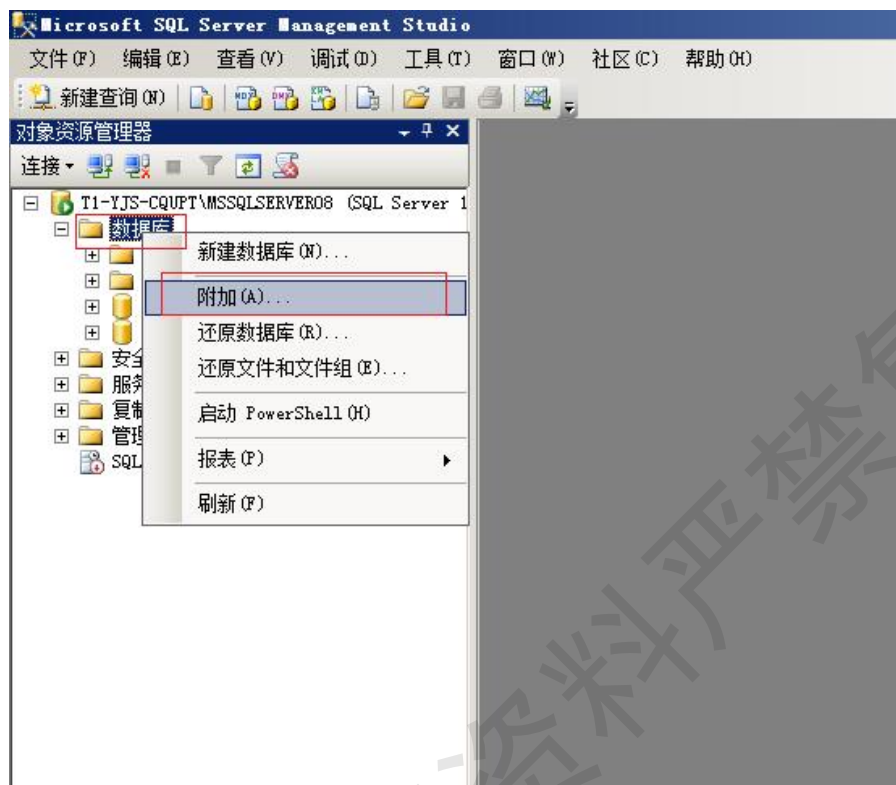 Microsoft SQL Server Management Studio
文件(F) 编辑(E) 查看(V) 调试(D) 工具(T) 窗口(W) 社区(C) 帮助(H)
新建查询(N)
对象资源管理器
连接
T1-YJS-CQUPT\MSSQLSERVER08 (SQL Server 1
数据库
新建数据库(N)...
附加(A)...
还原数据库(R)...
还原文件和文件组(E)...
安全
服务
启动 PowerShell(H)
复制
管理
报表(P)
SQL
刷新(F)
资料严禁